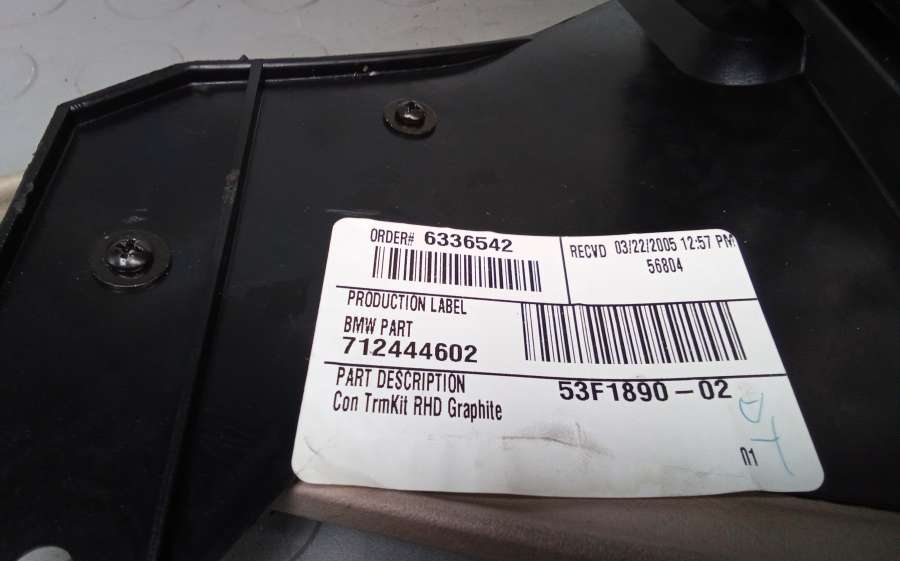 ORDER# 6336542
RECVD 03/22/2005 12:57 PM
56804
PRODUCTION LABEL
BMW PART
712444602
PART DESCRIPTION
53F1890-02
Con TrmKit RHD Graphite
01